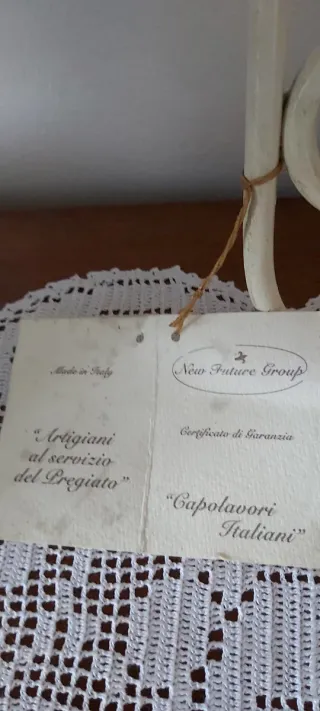 Made in Italy
"Artigiani
al servizio
del Pregiato"
New Future Group
Certificato di Garanzia
"Capolavori
Italiani"